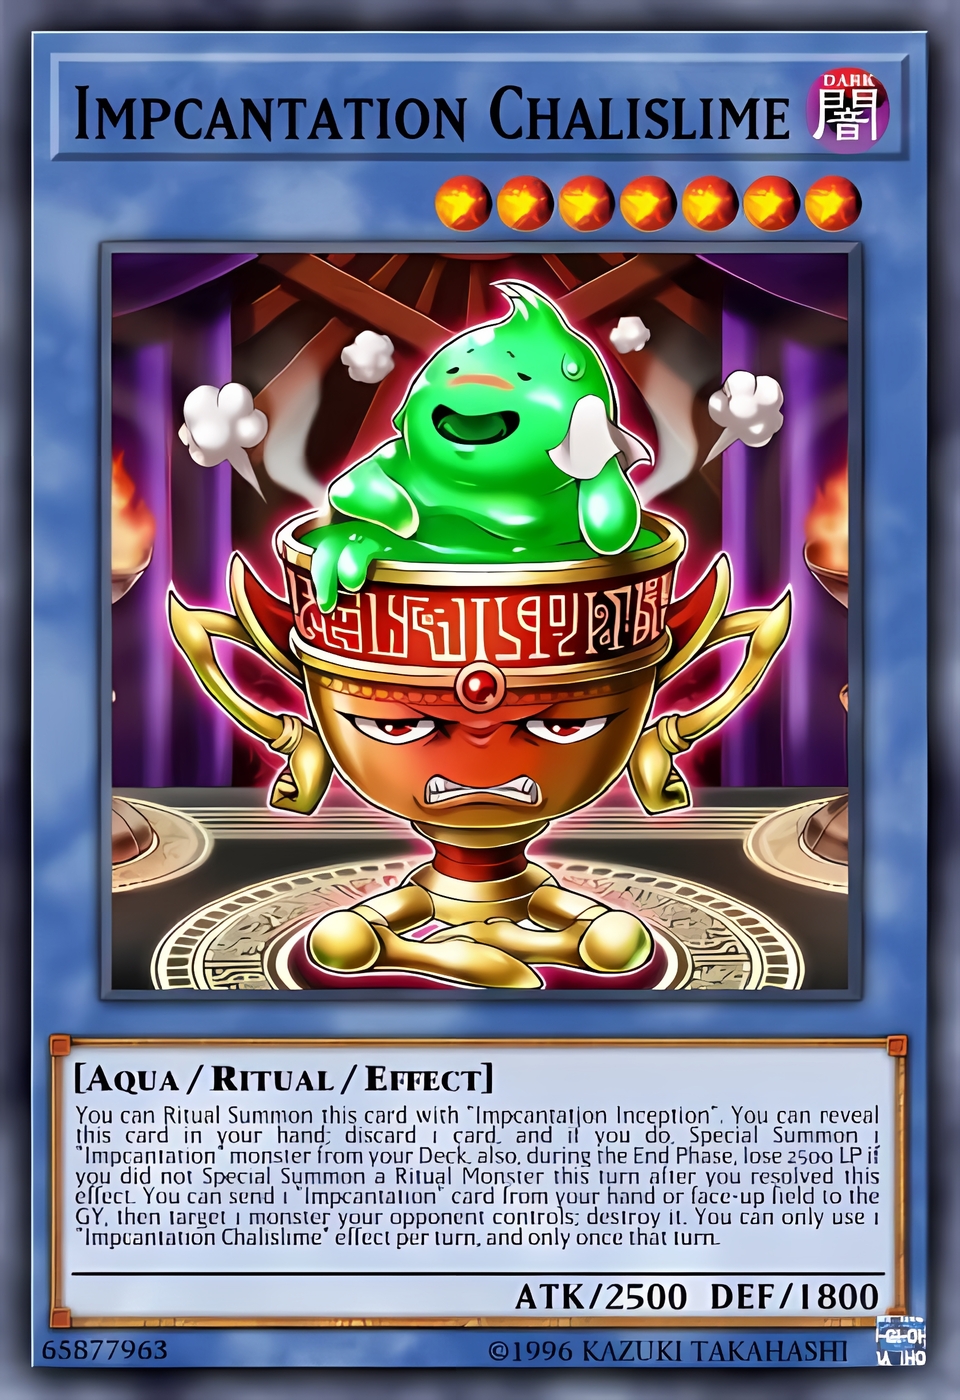 IMPCANTATION CHALISLIME
DARK
闇
[AQUA / RITUAL / EFFECT]
You can Ritual Summon this card with "Impcantation Inception". You can reveal
this card in your hand; discard 1 card, and if you do, Special Summon 1
"Impcantation" monster from your Deck, also, during the End Phase, lose 2500 LP if
you did not Special Summon a Ritual Monster this turn after you resolved this
effect. You can send 1 "Impcantation" card from your hand or face-up field to the
GY, then target 1 monster your opponent controls; destroy it. You can only use 1
"Impcantation Chalislime" effect per turn, and only once that turn.
ATK/2500 DEF/1800
65877963
©1996 KAZUKI TAKAHASHI